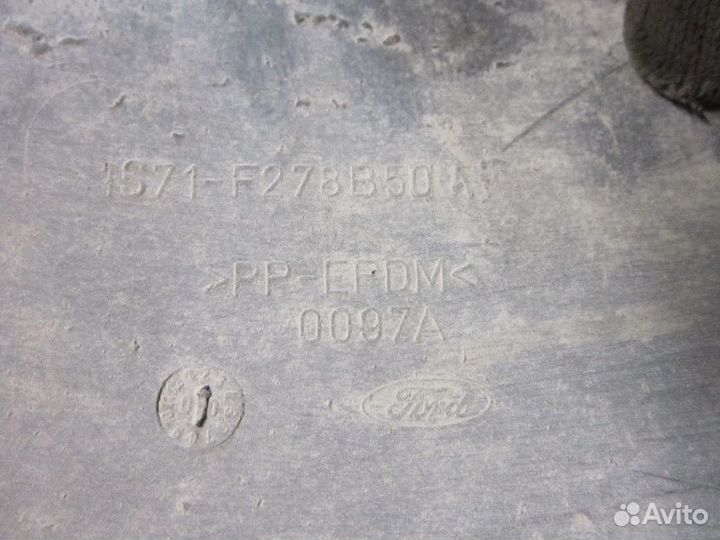 1S71-F278B50
>PP-EPDM<
0097A
Ford
Avito